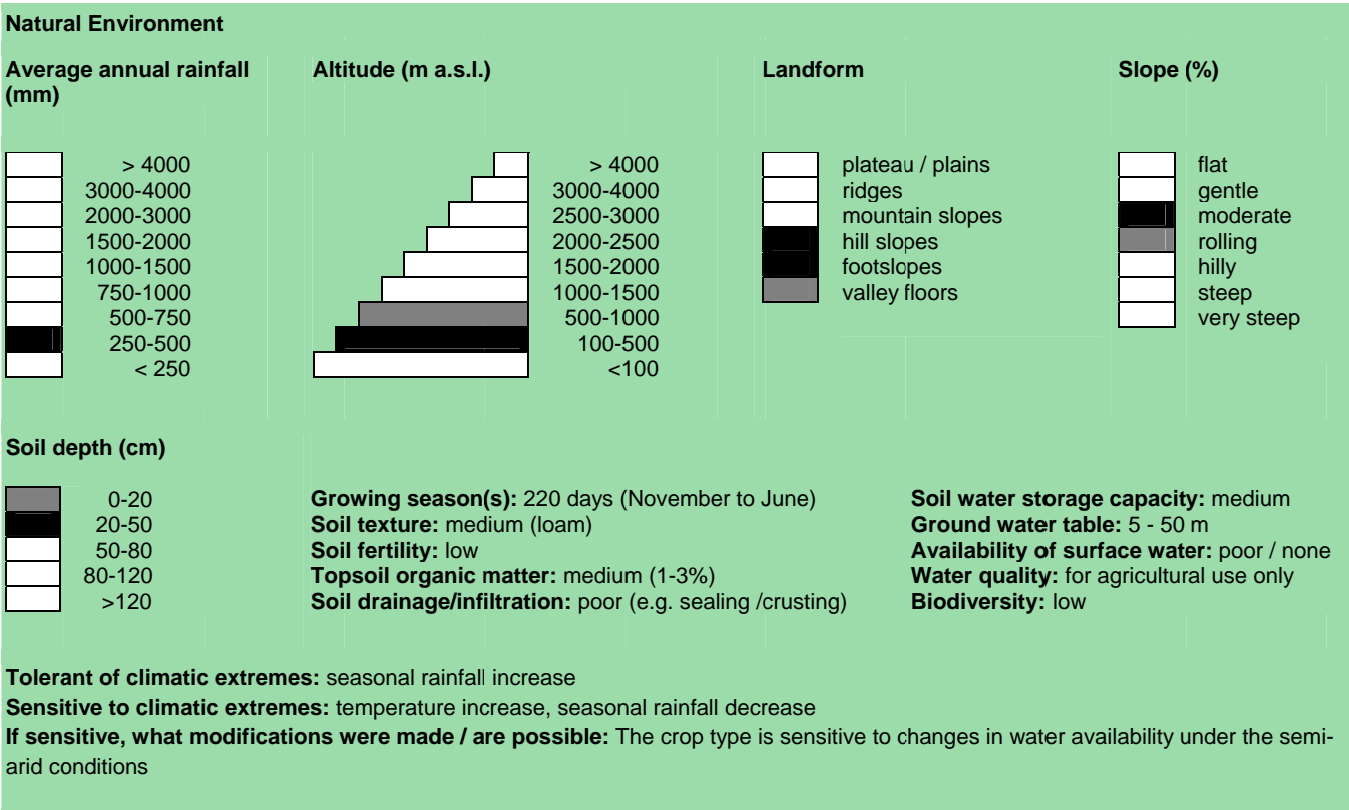 Natural Environment
Average annual rainfall (mm)
> 4000
3000-4000
2000-3000
1500-2000
1000-1500
750-1000
500-750
250-500
< 250
Altitude (m a.s.l.)
> 4000
3000-4000
2500-3000
2000-2500
1500-2000
1000-1500
500-1000
100-500
<100
Landform
plateau / plains
ridges
mountain slopes
hill slopes
footslopes
valley floors
Slope (%)
flat
gentle
moderate
rolling
hilly
steep
very steep
Soil depth (cm)
0-20
20-50
50-80
80-120
>120
Growing season(s): 220 days (November to June)
Soil texture: medium (loam)
Soil fertility: low
Topsoil organic matter: medium (1-3%)
Soil drainage/infiltration: poor (e.g. sealing /crusting)
Soil water storage capacity: medium
Ground water table: 5 - 50 m
Availability of surface water: poor / none
Water quality: for agricultural use only
Biodiversity: low
Tolerant of climatic extremes: seasonal rainfall increase
Sensitive to climatic extremes: temperature increase, seasonal rainfall decrease
If sensitive, what modifications were made / are possible: The crop type is sensitive to changes in water availability under the semi-
arid conditions